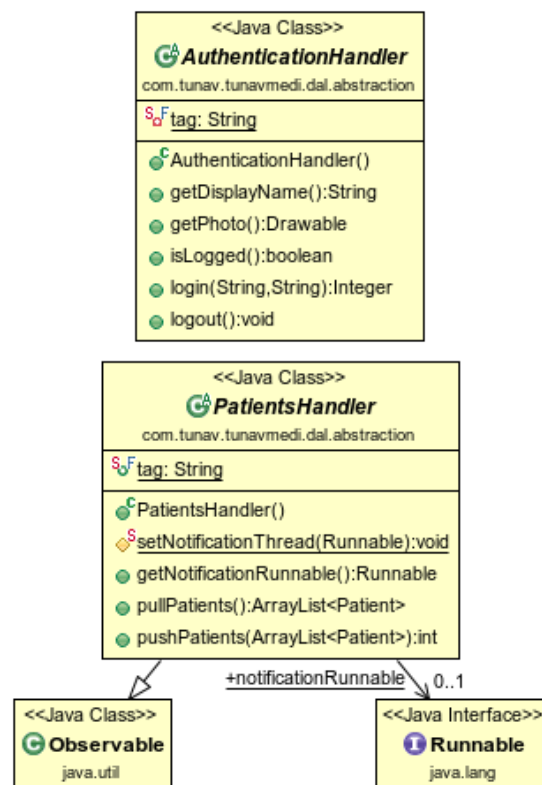 <<Java Class>>
AuthenticationHandler
com.tunav.tunavmedi.dal.abstraction
tag: String
AuthenticationHandler()
getDisplayName():String
getPhoto():Drawable
isLogged():boolean
login(String,String):Integer
logout():void
<<Java Class>>
PatientsHandler
com.tunav.tunavmedi.dal.abstraction
tag: String
PatientsHandler()
setNotificationThread(Runnable):void
getNotificationRunnable():Runnable
pullPatients():ArrayList<Patient>
pushPatients(ArrayList<Patient>):int
+notificationRunnable 0..1
<<Java Class>>
Observable
java.util
<<Java Interface>>
Runnable
java.lang